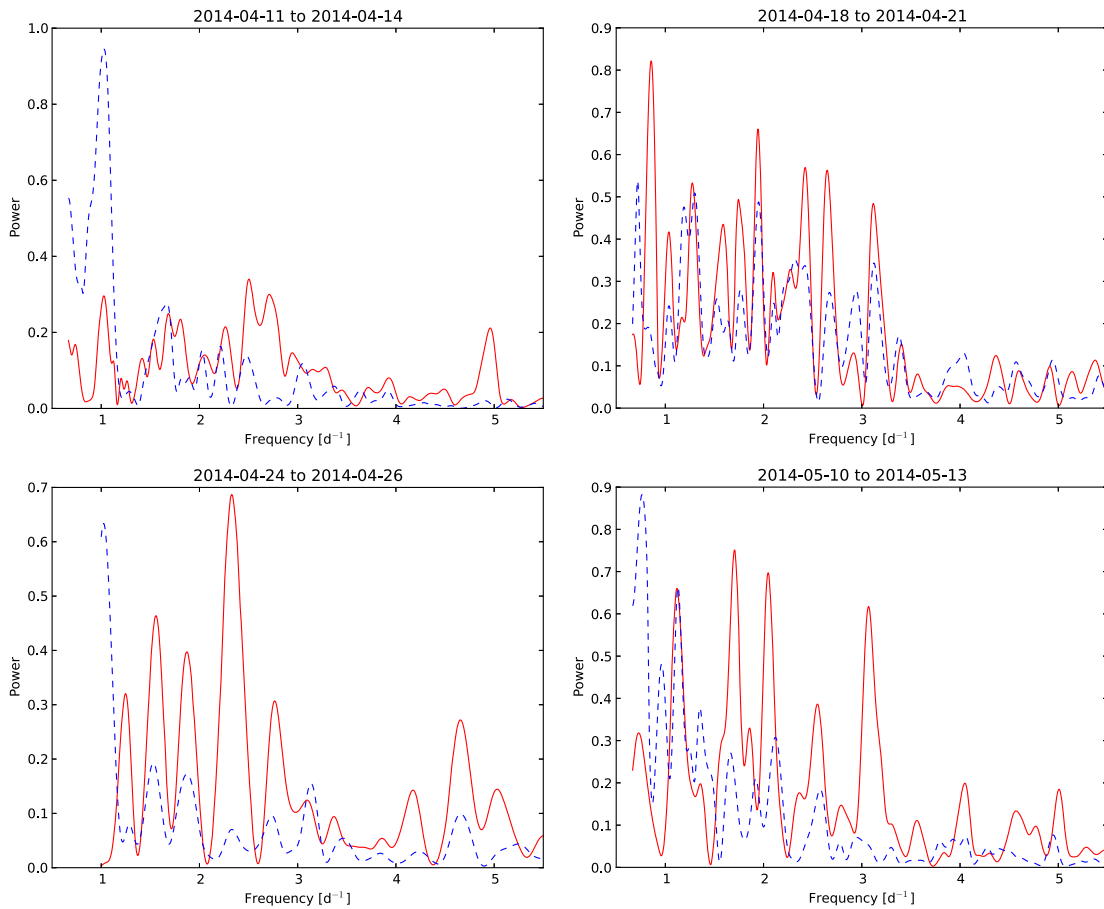 2014-04-11 to 2014-04-14
1.0
0.8
0.6
0.4
0.2
0.0
Power
1 2 3 4 5
Frequency [d⁻¹]
2014-04-18 to 2014-04-21
0.9
0.8
0.7
0.6
0.5
0.4
0.3
0.2
0.1
0.0
Power
1 2 3 4 5
Frequency [d⁻¹]
2014-04-24 to 2014-04-26
0.7
0.6
0.5
0.4
0.3
0.2
0.1
0.0
Power
1 2 3 4 5
Frequency [d⁻¹]
2014-05-10 to 2014-05-13
0.9
0.8
0.7
0.6
0.5
0.4
0.3
0.2
0.1
0.0
Power
1 2 3 4 5
Frequency [d⁻¹]